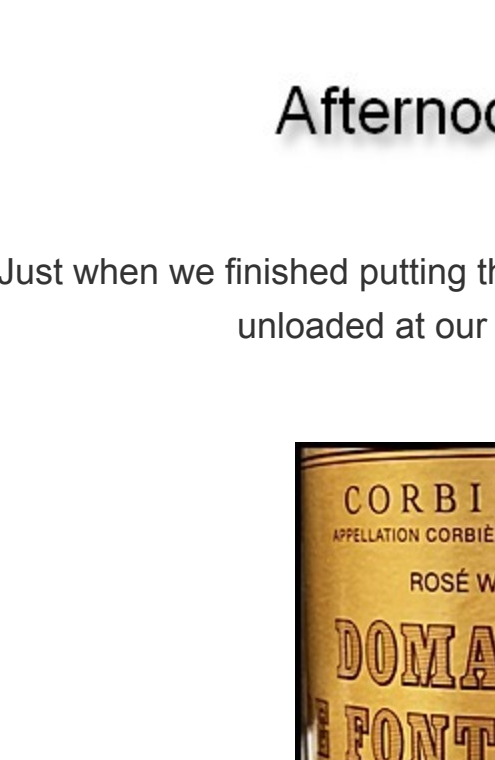 Afternoo
Just when we finished putting th
unloaded at our
CORBI
APPELLATION CORBIÈ
ROSÉ W
DOMA
FONT